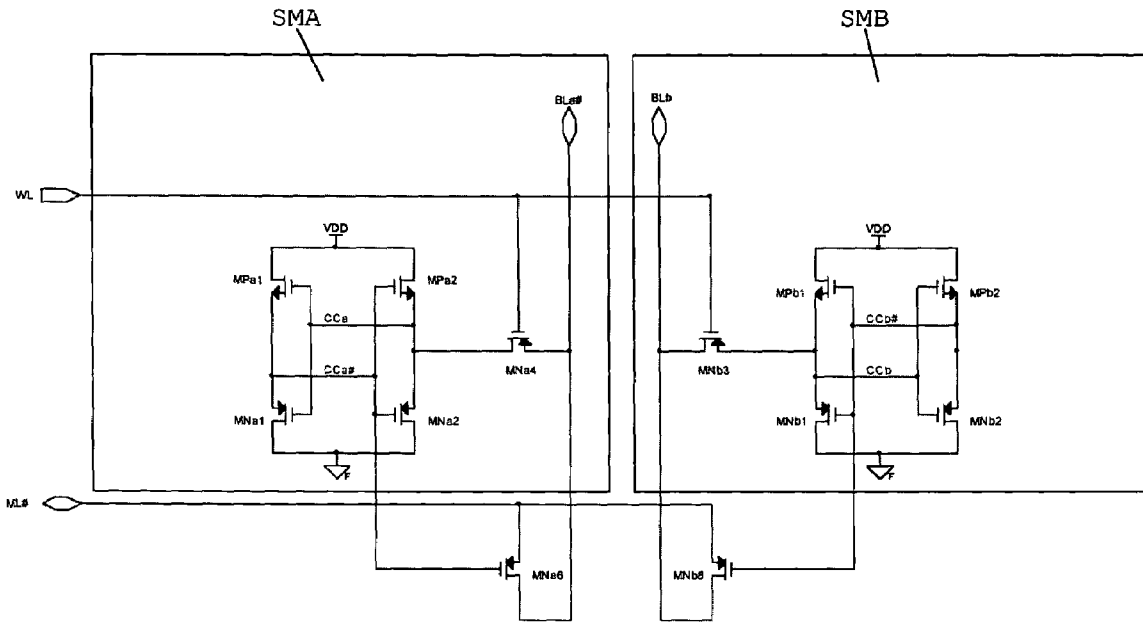 SMA
SMB
BLa#
BLb
WL
VDD
VDD
MPa1
MPa2
MPb1
MPb2
CCa
CCb#
MNa4
MNb3
CCa#
CCb
MNa1
MNa2
MNb1
MNb2
F
F
ML#
MNa6
MNb6